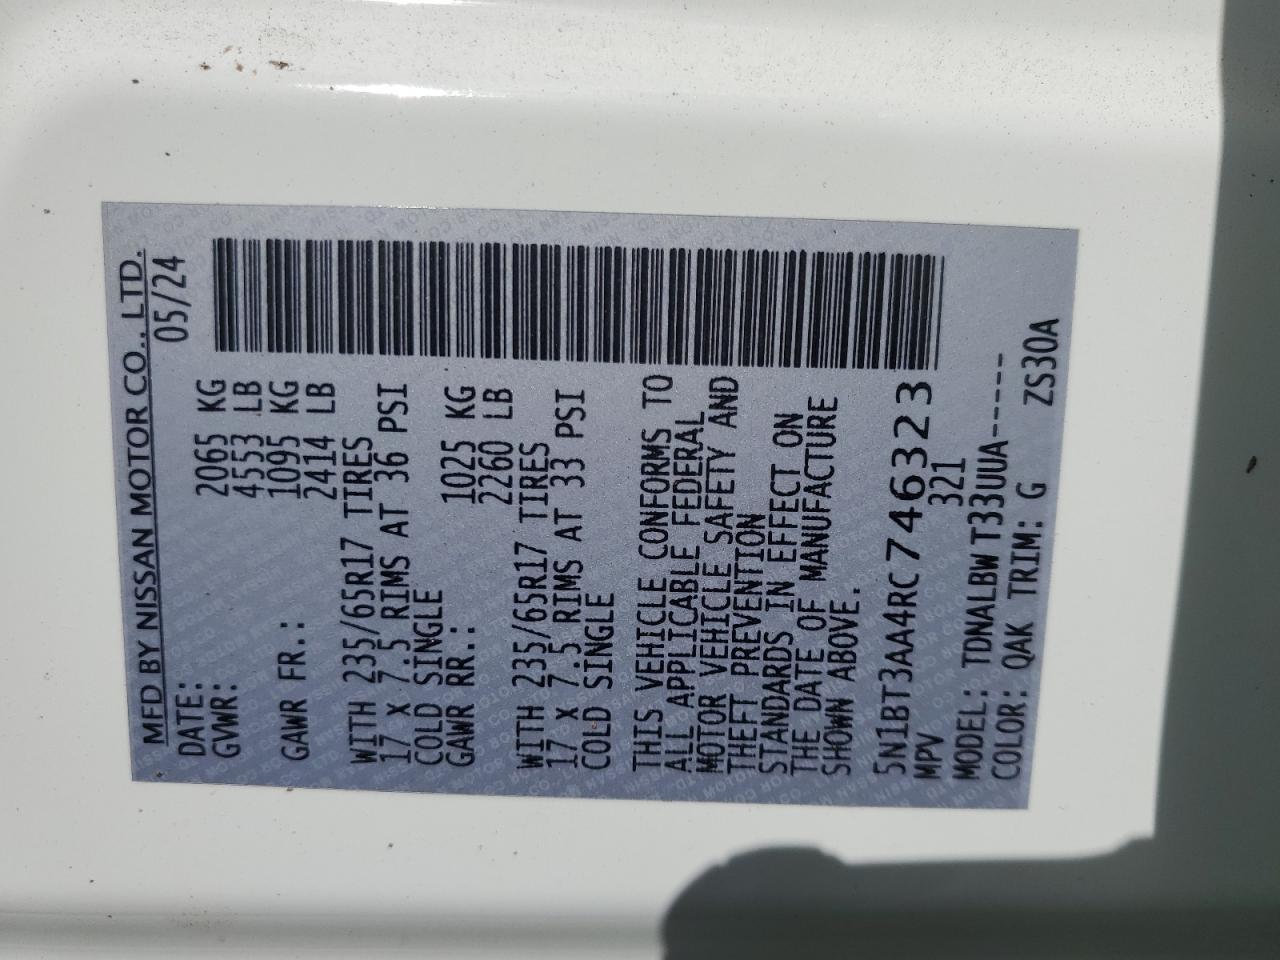 MFD BY NISSAN MOTOR CO., LTD.
DATE: 05/24
GVWR: 2065 KG
4553 LB
GAWR FR.: 1095 KG
2414 LB
WITH 235/65R17 TIRES
17 X 7.5 RIMS AT 36 PSI
COLD SINGLE
GAWR RR.: 1025 KG
2260 LB
WITH 235/65R17 TIRES
17 X 7.5 RIMS AT 33 PSI
COLD SINGLE
THIS VEHICLE CONFORMS TO
ALL APPLICABLE FEDERAL
MOTOR VEHICLE SAFETY AND
THEFT PREVENTION
STANDARDS IN EFFECT ON
THE DATE OF MANUFACTURE
SHOWN ABOVE.
5N1BT3AA4RC746323
MPV 321
MODEL: TDNALBW T33UUA-----
COLOR: QAK TRIM: G ZS30A